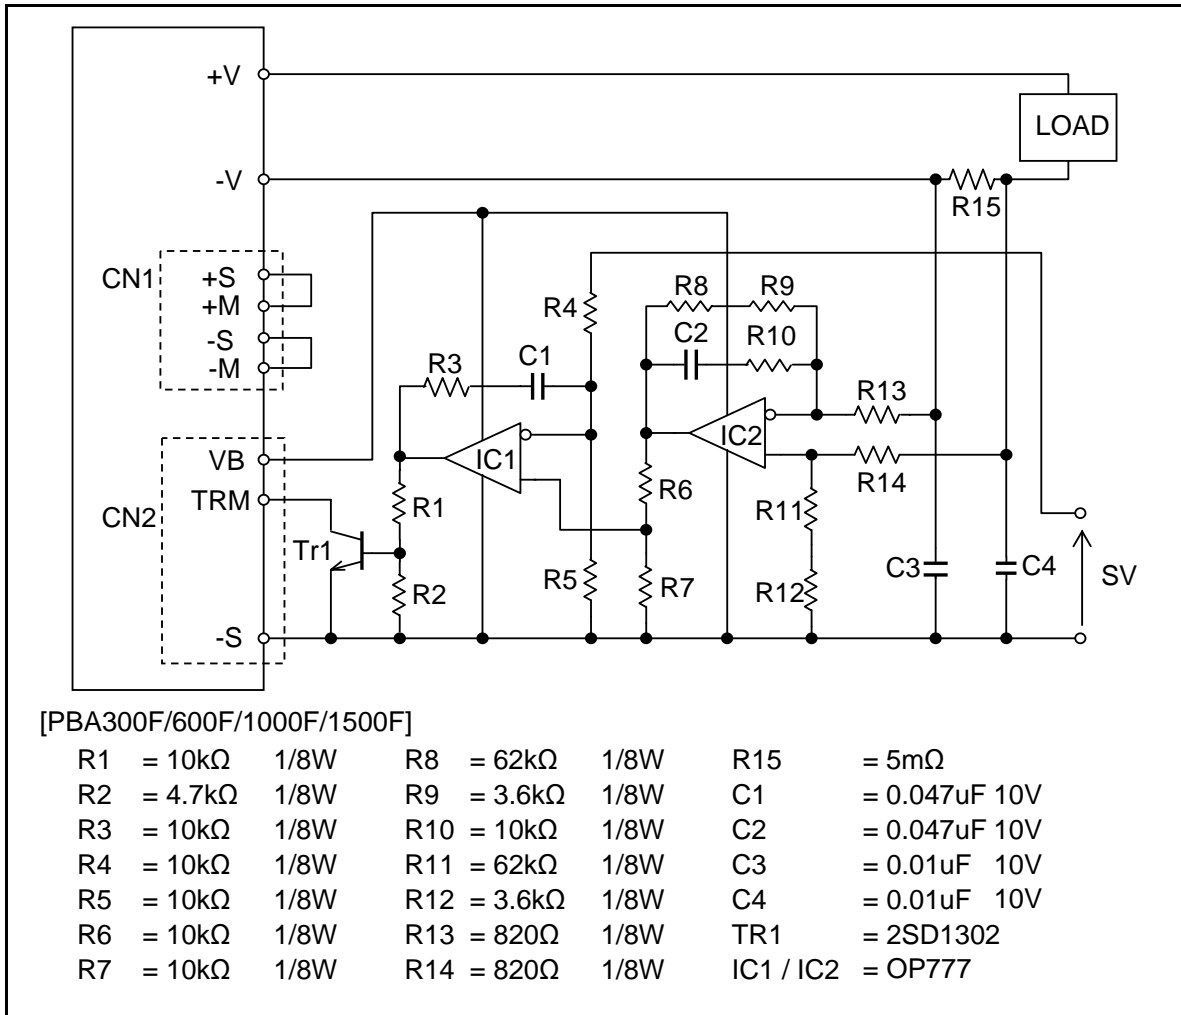 +V
LOAD
-V
R15
CN1
+S
+M
-S
-M
R8 R9
R4
C2 R10
R3 C1
R13
VB
IC1
IC2
TRM
R14
CN2
R1
R6
R11
Tr1
R5
R7
C3
C4
SV
R2
R12
-S
[PBA300F/600F/1000F/1500F]
R1 = 10kΩ 1/8W R8 = 62kΩ 1/8W R15 = 5mΩ
R2 = 4.7kΩ 1/8W R9 = 3.6kΩ 1/8W C1 = 0.047uF 10V
R3 = 10kΩ 1/8W R10 = 10kΩ 1/8W C2 = 0.047uF 10V
R4 = 10kΩ 1/8W R11 = 62kΩ 1/8W C3 = 0.01uF 10V
R5 = 10kΩ 1/8W R12 = 3.6kΩ 1/8W C4 = 0.01uF 10V
R6 = 10kΩ 1/8W R13 = 820Ω 1/8W TR1 = 2SD1302
R7 = 10kΩ 1/8W R14 = 820Ω 1/8W IC1 / IC2 = OP777